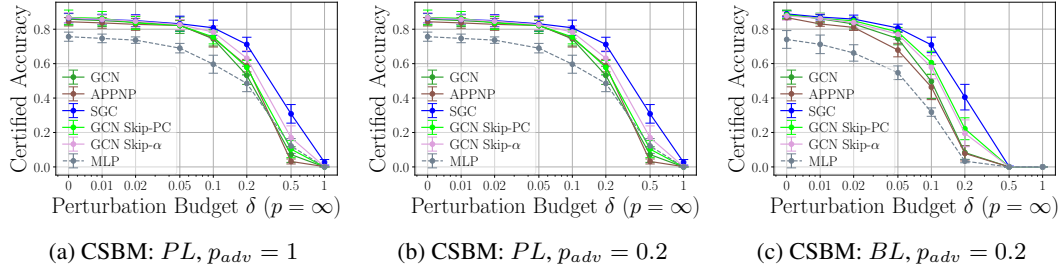 Certified Accuracy
0.8
0.6
0.4
0.2
0.0
GCN
APPNP
SGC
GCN Skip-PC
GCN Skip-α
MLP
0 0.01 0.02 0.05 0.1 0.2 0.5 1
Perturbation Budget δ (p = ∞)
(a) CSBM: PL, p_adv = 1
Certified Accuracy
0.8
0.6
0.4
0.2
0.0
GCN
APPNP
SGC
GCN Skip-PC
GCN Skip-α
MLP
0 0.01 0.02 0.05 0.1 0.2 0.5 1
Perturbation Budget δ (p = ∞)
(b) CSBM: PL, p_adv = 0.2
Certified Accuracy
0.8
0.6
0.4
0.2
0.0
GCN
APPNP
SGC
GCN Skip-PC
GCN Skip-α
MLP
0 0.01 0.02 0.05 0.1 0.2 0.5 1
Perturbation Budget δ (p = ∞)
(c) CSBM: BL, p_adv = 0.2